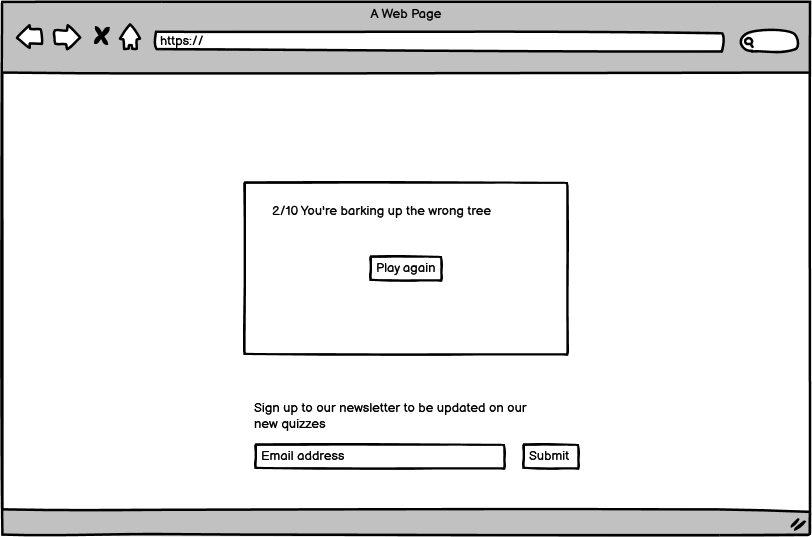 A Web Page
https://
2/10 You're barking up the wrong tree
Play again
Sign up to our newsletter to be updated on our
new quizzes
Email address
Submit